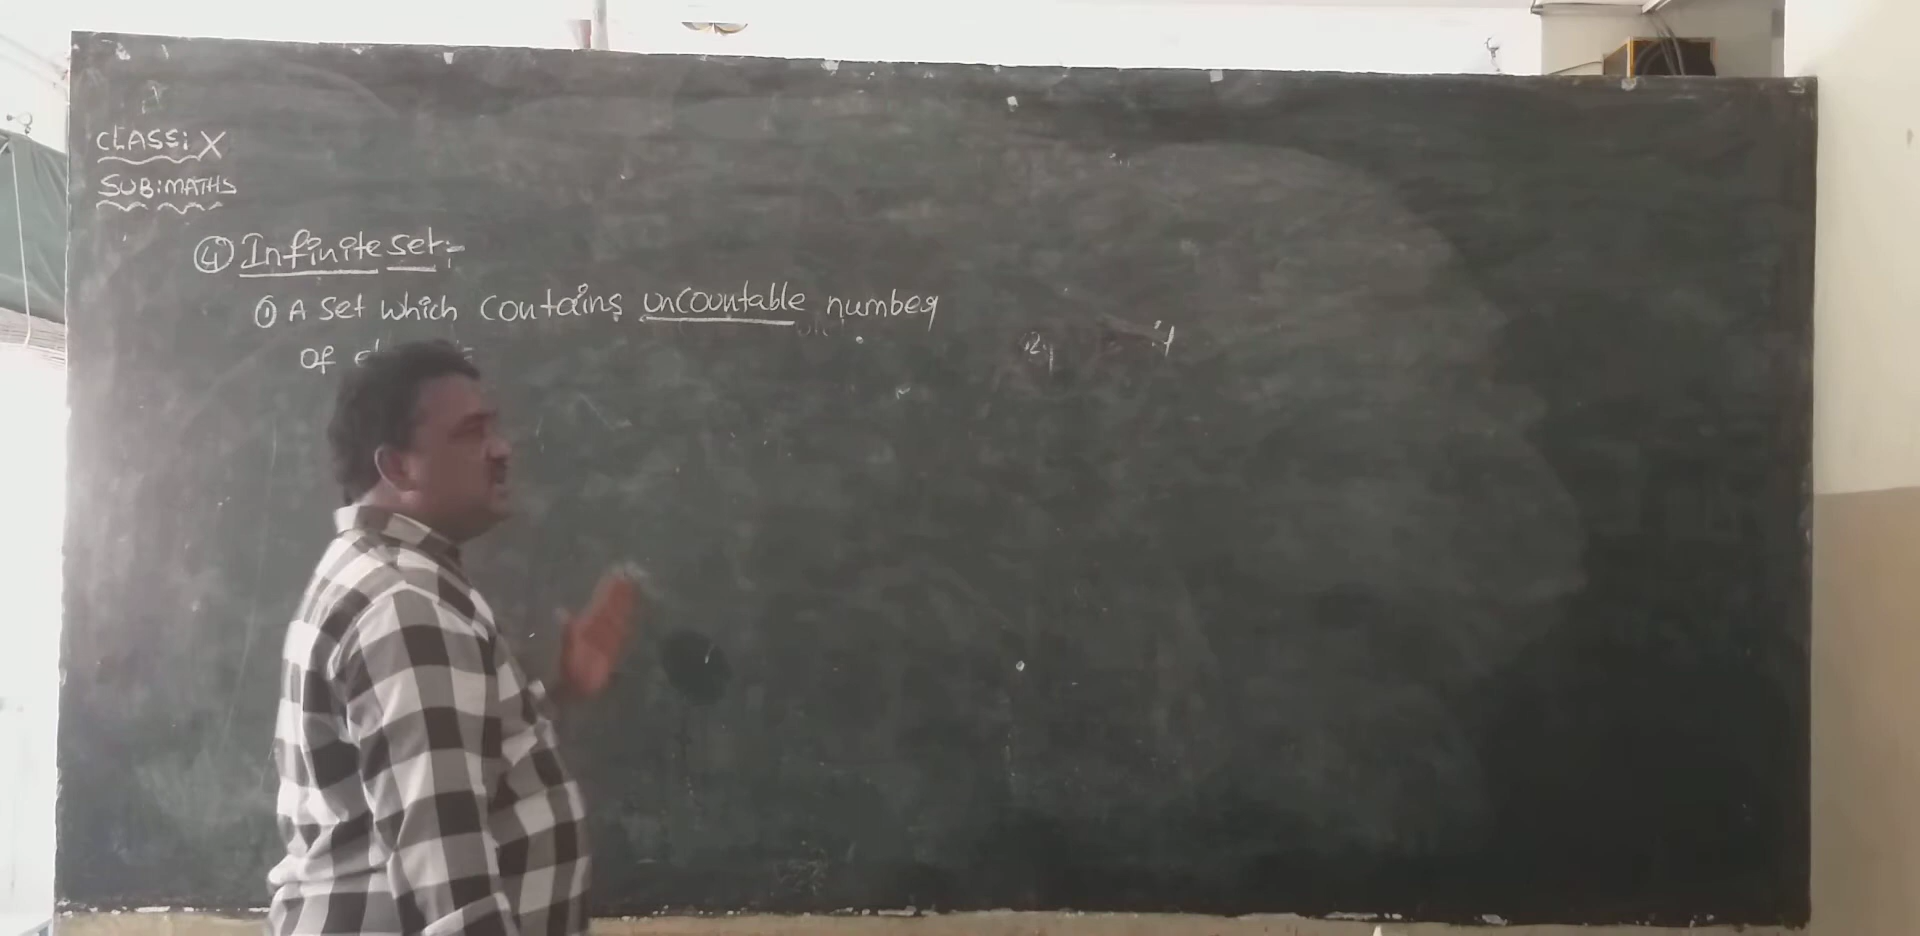 CLASS: X
SUB: MATHS
④ Infinite set:-
① A set which contains uncountable number
of